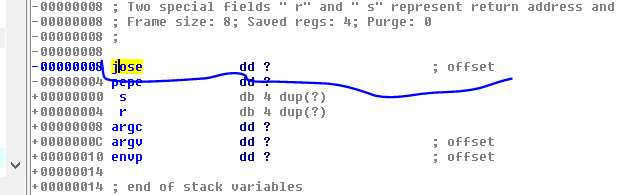 -00000008 ; Two special fields " r" and " s" represent return address and
-00000008 ; Frame size: 8; Saved regs: 4; Purge: 0
-00000008 ;
-00000008
-00000008 jose dd ? ; offset
-00000004 pepe dd ?
+00000000 s db 4 dup(?)
+00000004 r db 4 dup(?)
+00000008 argc dd ?
+0000000C argv dd ? ; offset
+00000010 envp dd ? ; offset
+00000014
+00000014 ; end of stack variables